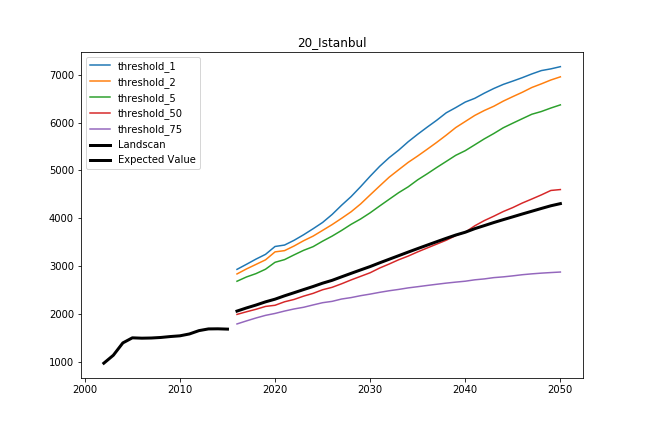 20_Istanbul
threshold_1
threshold_2
threshold_5
threshold_50
threshold_75
Landscan
Expected Value
7000
6000
5000
4000
3000
2000
1000
2000 2010 2020 2030 2040 2050